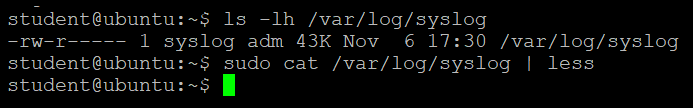 student@ubuntu:~$ ls -lh /var/log/syslog
-rw-r----- 1 syslog adm 43K Nov  6 17:30 /var/log/syslog
student@ubuntu:~$ sudo cat /var/log/syslog | less
student@ubuntu:~$